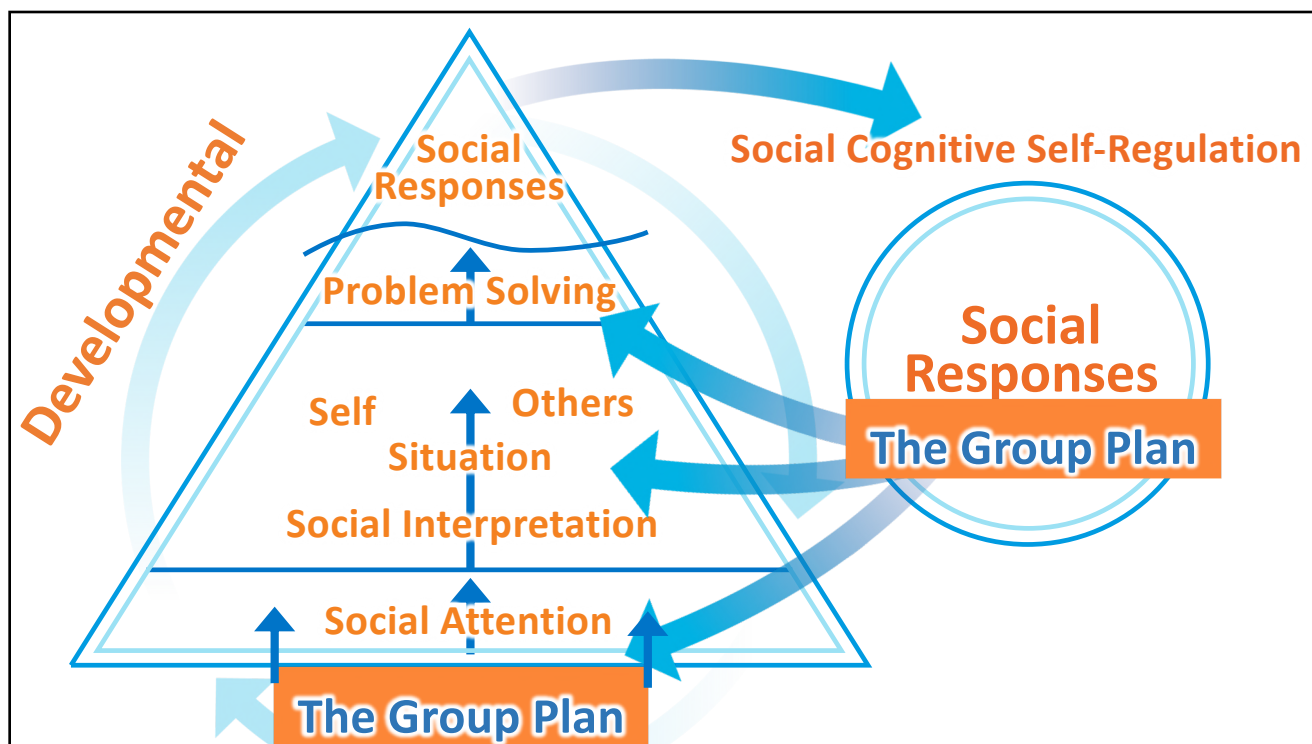 Developmental
Social
Responses
Problem Solving
Self
Others
Situation
Social Interpretation
Social Attention
The Group Plan
Social Cognitive Self-Regulation
Social
Responses
The Group Plan